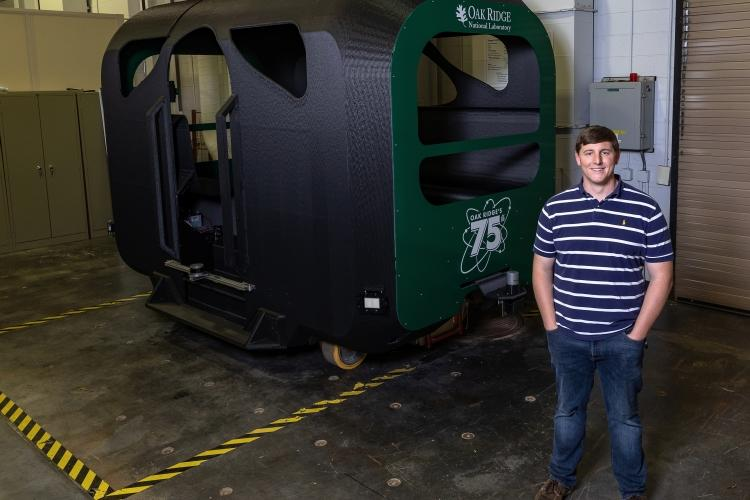 OAK RIDGE
National Laboratory
OAK RIDGE'S
75